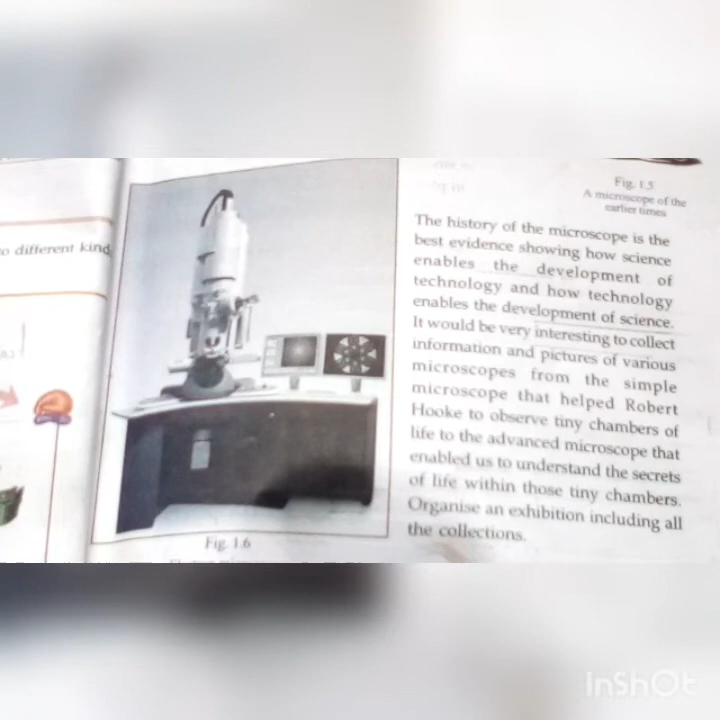 Fig. 1.5
A microscope of the
earlier times
The history of the microscope is the
best evidence showing how science
enables the development of
technology and how technology
enables the development of science.
It would be very interesting to collect
information and pictures of various
microscopes from the simple
microscope that helped Robert
Hooke to observe tiny chambers of
life to the advanced microscope that
enabled us to understand the secrets
of life within those tiny chambers.
Organise an exhibition including all
the collections.
different kind
Fig. 1.6
InShOt